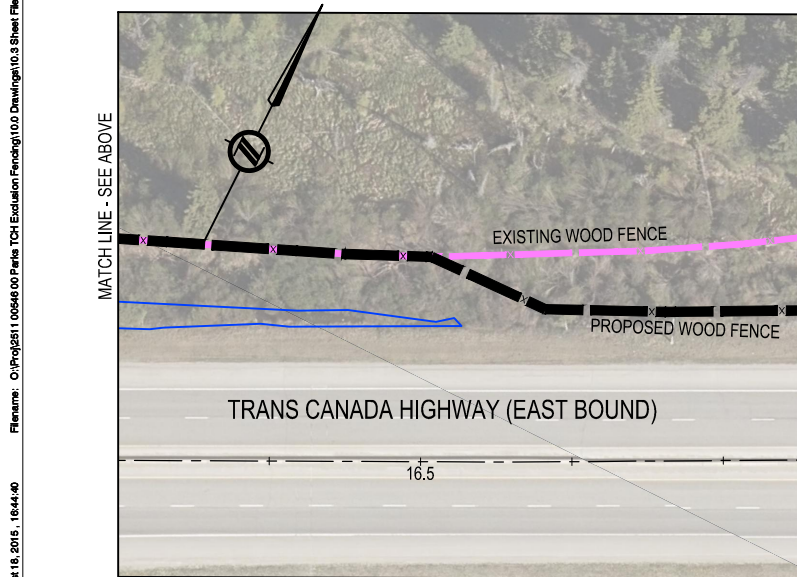 Filename: O:\Proj\2511 00546 00 Parks TCH Exclusion Fencing\10.0 Drawings\10.3 Sheet File
t 18, 2015, 16:44:40
MATCH LINE - SEE ABOVE
EXISTING WOOD FENCE
PROPOSED WOOD FENCE
TRANS CANADA HIGHWAY (EAST BOUND)
16.5